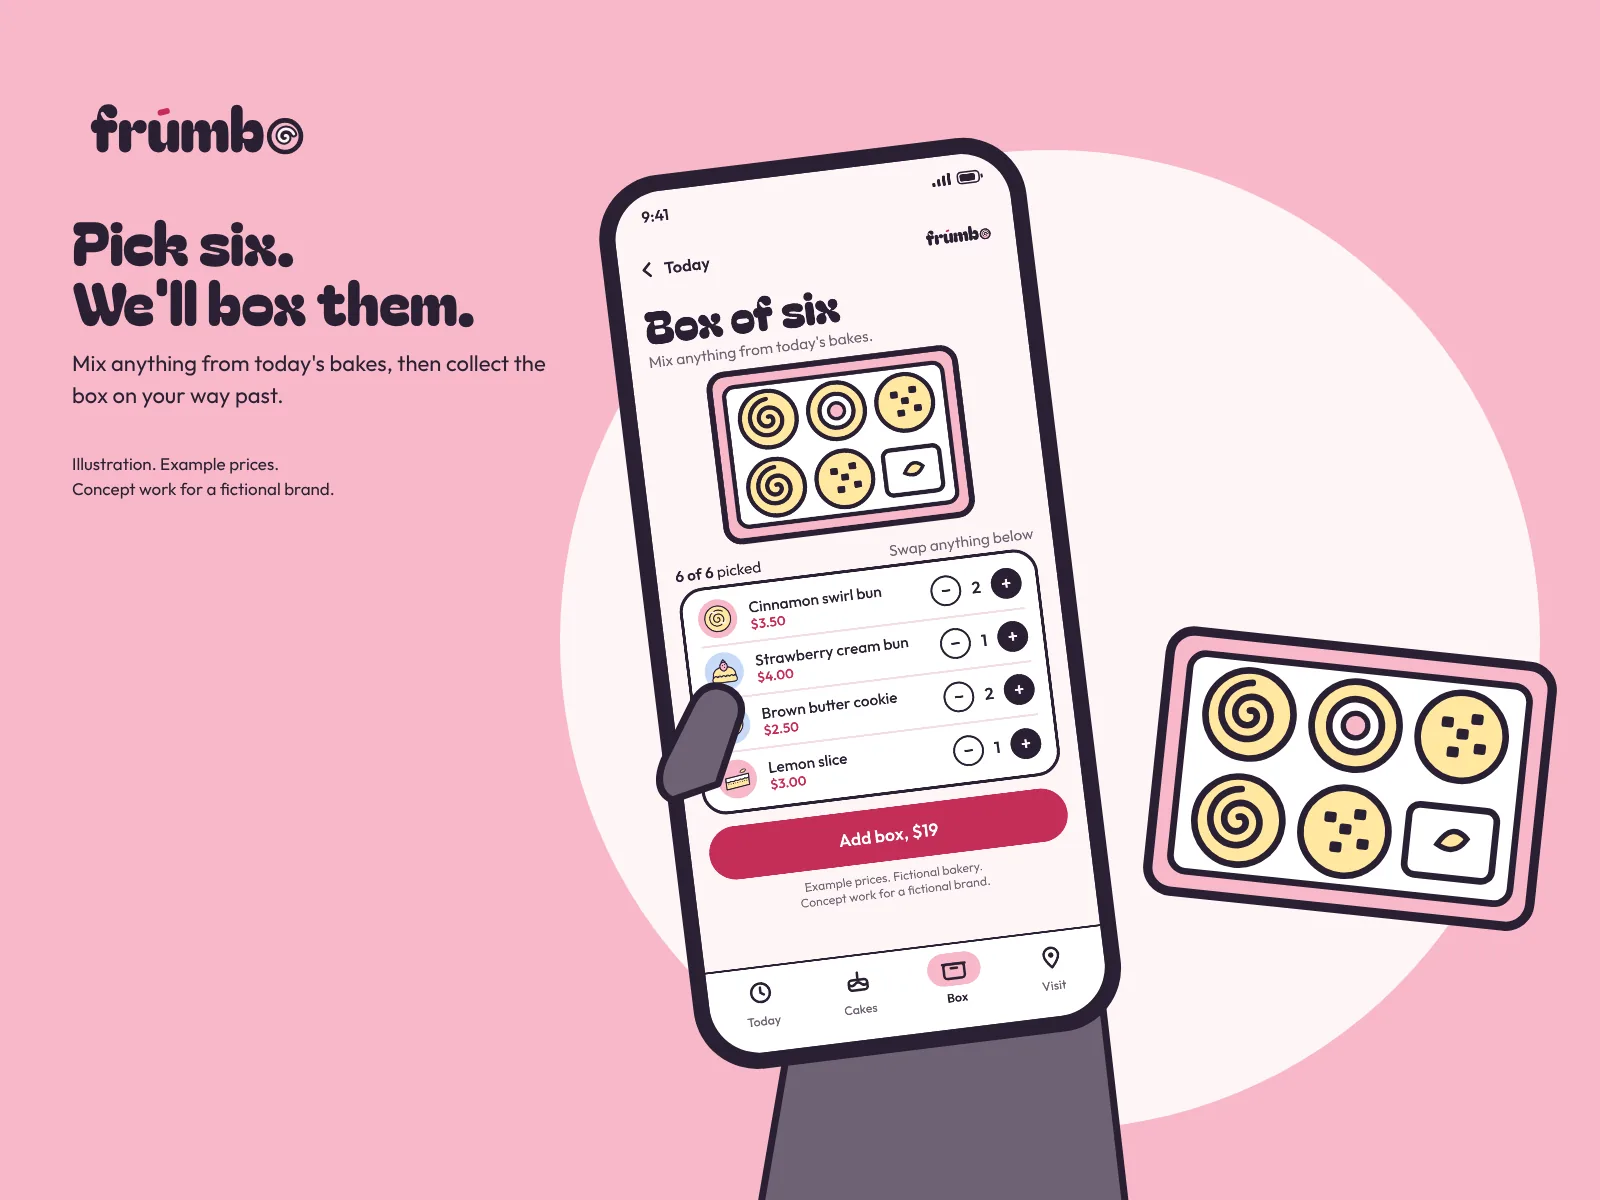 frúmbo
Pick six.
We'll box them.
Mix anything from today's bakes, then collect the
box on your way past.
Illustration. Example prices.
Concept work for a fictional brand.
9:41
frúmbo
Today
Box of six
Mix anything from today's bakes.
6 of 6 picked
Swap anything below
Cinnamon swirl bun
$3.50
2
Strawberry cream bun
$4.00
1
Brown butter cookie
$2.50
2
Lemon slice
$3.00
1
Add box, $19
Example prices. Fictional bakery.
Concept work for a fictional brand.
Today
Cakes
Box
Visit